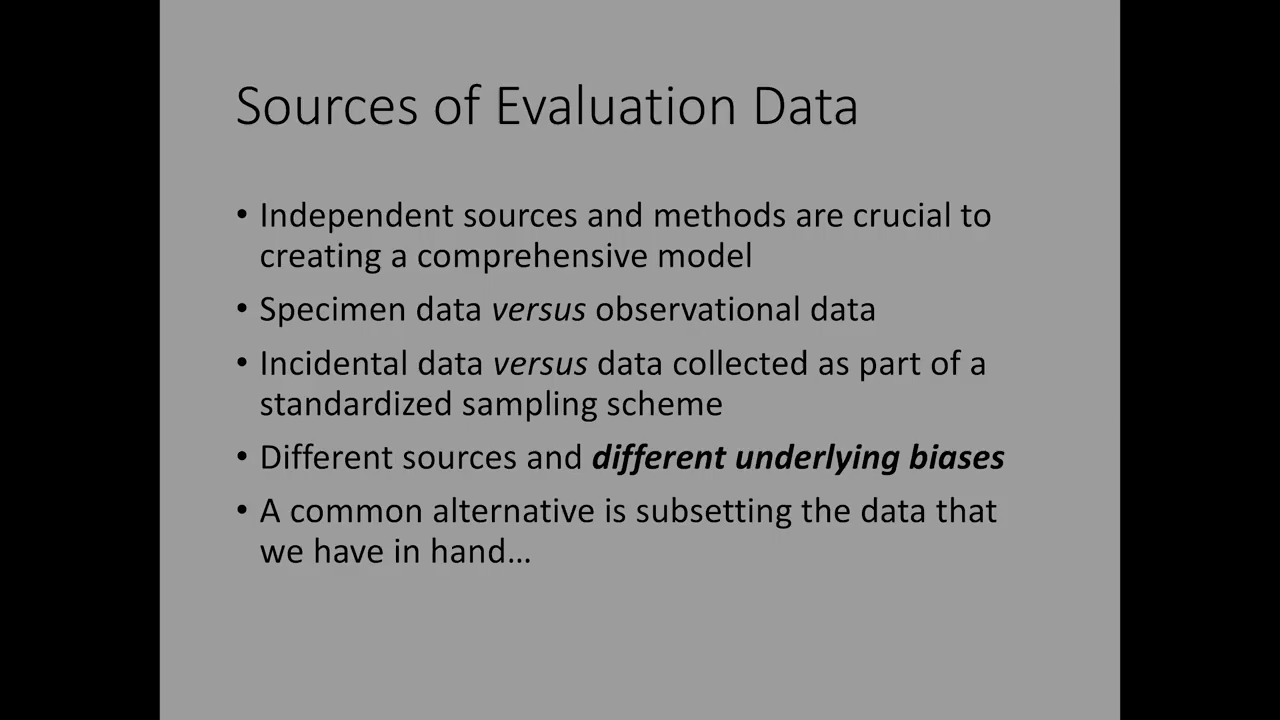 Sources of Evaluation Data
• Independent sources and methods are crucial to
creating a comprehensive model
• Specimen data versus observational data
• Incidental data versus data collected as part of a
standardized sampling scheme
• Different sources and different underlying biases
• A common alternative is subsetting the data that
we have in hand…